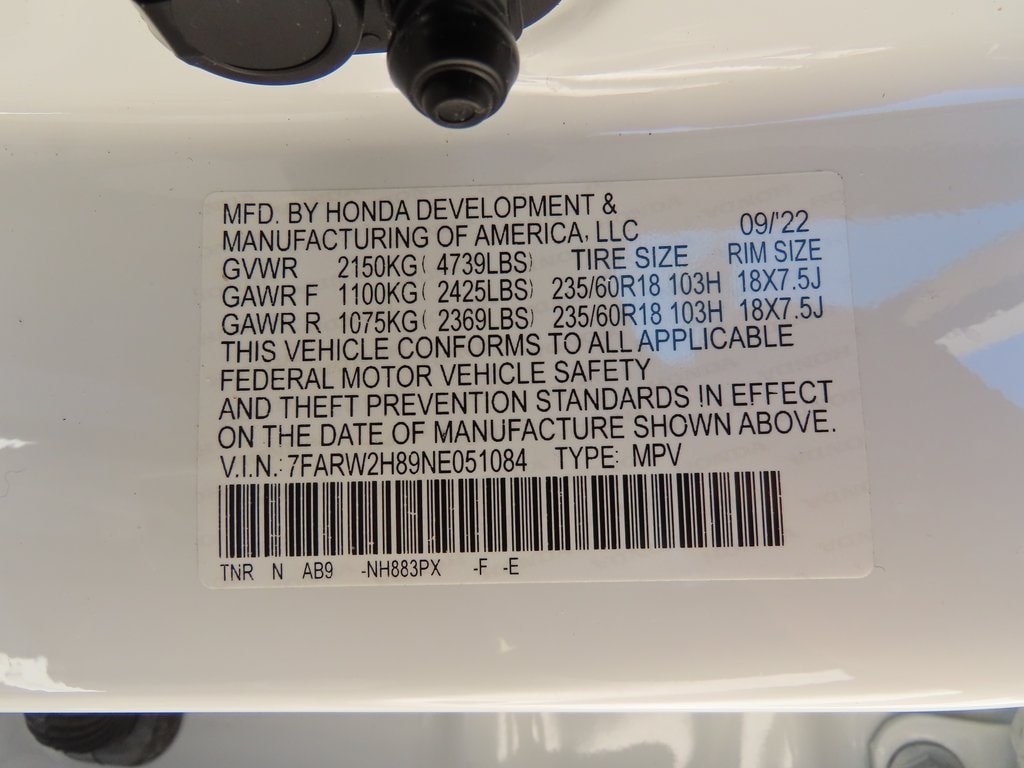 MFD. BY HONDA DEVELOPMENT &
MANUFACTURING OF AMERICA, LLC 09/'22
GVWR 2150KG( 4739LBS) TIRE SIZE RIM SIZE
GAWR F 1100KG( 2425LBS) 235/60R18 103H 18X7.5J
GAWR R 1075KG( 2369LBS) 235/60R18 103H 18X7.5J
THIS VEHICLE CONFORMS TO ALL APPLICABLE
FEDERAL MOTOR VEHICLE SAFETY
AND THEFT PREVENTION STANDARDS IN EFFECT
ON THE DATE OF MANUFACTURE SHOWN ABOVE.
V.I.N.: 7FARW2H89NE051084 TYPE: MPV
TNR N AB9 -NH883PX -F -E